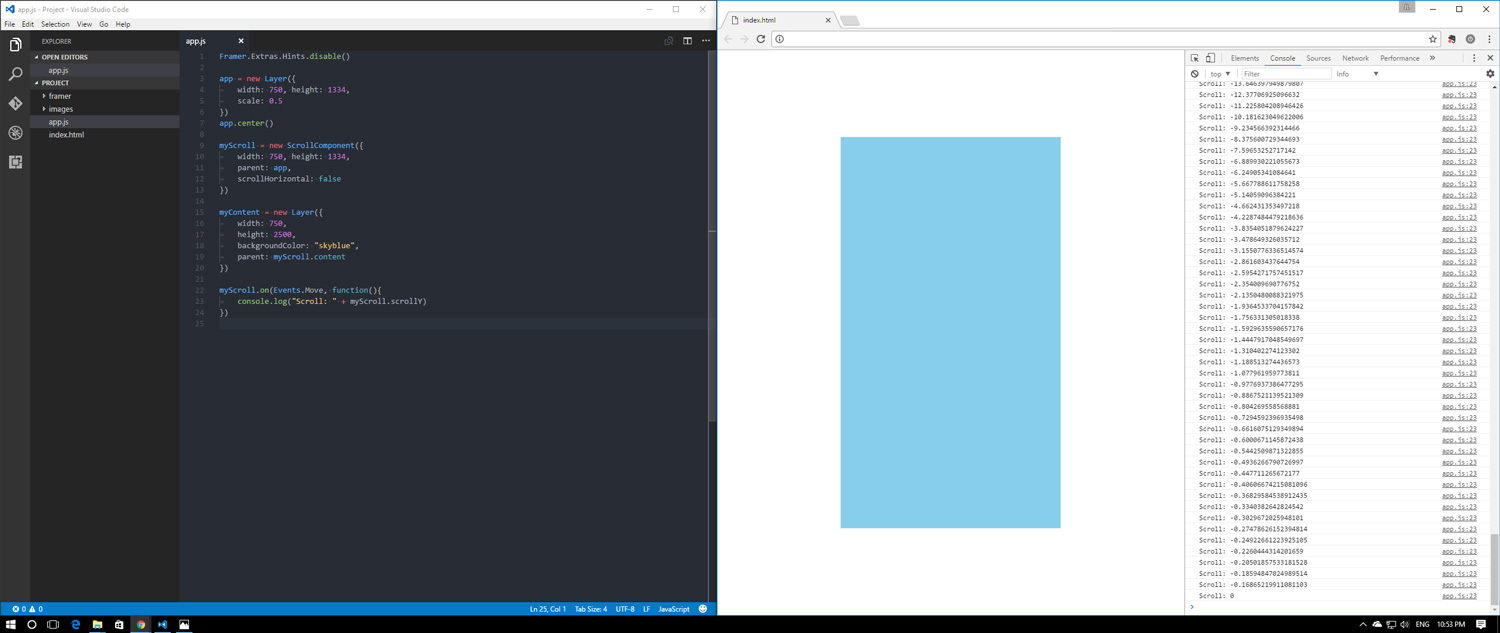 app.js - Project - Visual Studio Code
File Edit Selection View Go Help
EXPLORER
OPEN EDITORS
app.js
PROJECT
framer
images
app.js
index.html
app.js
1 Framer.Extras.Hints.disable()
2
3 app = new Layer({
4 width: 750, height: 1334,
5 scale: 0.5
6 })
7 app.center()
8
9 myScroll = new ScrollComponent({
10 width: 750, height: 1334,
11 parent: app,
12 scrollHorizontal: false
13 })
14
15 myContent = new Layer({
16 width: 750,
17 height: 2500,
18 backgroundColor: "skyblue",
19 parent: myScroll.content
20 })
21
22 myScroll.on(Events.Move, function(){
23 console.log("Scroll: " + myScroll.scrollY)
24 })
25
0 0
Ln 25, Col 1 Tab Size: 4 UTF-8 LF JavaScript
index.html
Elements Console Sources Network Performance »
top Filter Info
Scroll: -13.646397949879807 app.js:23
Scroll: -12.37706925096632 app.js:23
Scroll: -11.225804208946426 app.js:23
Scroll: -10.181623049622006 app.js:23
Scroll: -9.234566392314466 app.js:23
Scroll: -8.375600729344693 app.js:23
Scroll: -7.59653252717142 app.js:23
Scroll: -6.889930221055673 app.js:23
Scroll: -6.24905341084641 app.js:23
Scroll: -5.667788611758258 app.js:23
Scroll: -5.14059096384221 app.js:23
Scroll: -4.662431353497218 app.js:23
Scroll: -4.2287484479218636 app.js:23
Scroll: -3.8354051879624227 app.js:23
Scroll: -3.478649326035712 app.js:23
Scroll: -3.1550776336514574 app.js:23
Scroll: -2.861603437644754 app.js:23
Scroll: -2.5954271757451517 app.js:23
Scroll: -2.354009690776752 app.js:23
Scroll: -2.1350480088321975 app.js:23
Scroll: -1.9364533704157842 app.js:23
Scroll: -1.756331305018338 app.js:23
Scroll: -1.5929635590657176 app.js:23
Scroll: -1.4447917048549697 app.js:23
Scroll: -1.310402274123302 app.js:23
Scroll: -1.188513274436573 app.js:23
Scroll: -1.077961959773811 app.js:23
Scroll: -0.9776937386477295 app.js:23
Scroll: -0.8867521139521309 app.js:23
Scroll: -0.804269558568881 app.js:23
Scroll: -0.7294592396935498 app.js:23
Scroll: -0.6616075129349894 app.js:23
Scroll: -0.6000671145872438 app.js:23
Scroll: -0.5442509871322855 app.js:23
Scroll: -0.4936266790726997 app.js:23
Scroll: -0.447711265672177 app.js:23
Scroll: -0.40606674215081096 app.js:23
Scroll: -0.36829584538912435 app.js:23
Scroll: -0.3340382642824542 app.js:23
Scroll: -0.3029672025948101 app.js:23
Scroll: -0.27478626152394814 app.js:23
Scroll: -0.24922661223925105 app.js:23
Scroll: -0.2260444314201659 app.js:23
Scroll: -0.20501857533181528 app.js:23
Scroll: -0.18594847024989514 app.js:23
Scroll: -0.16865219911081103 app.js:23
Scroll: 0 app.js:23
ENG 10:53 PM